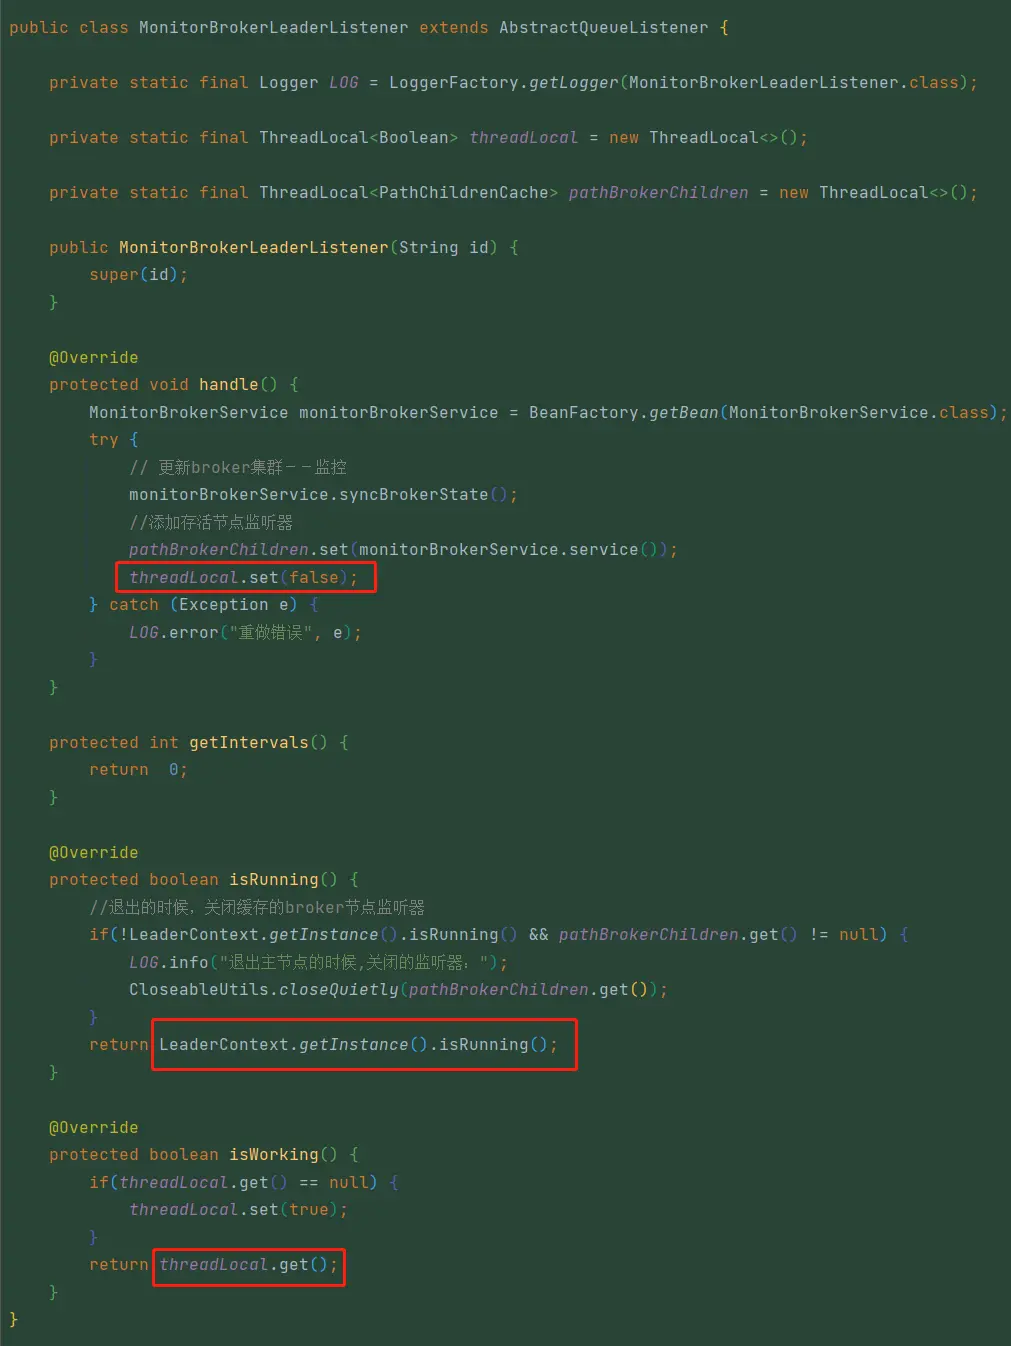 public class MonitorBrokerLeaderListener extends AbstractQueueListener {
private static final Logger LOG = LoggerFactory.getLogger(MonitorBrokerLeaderListener.class);
private static final ThreadLocal<Boolean> threadLocal = new ThreadLocal<>();
private static final ThreadLocal<PathChildrenCache> pathBrokerChildren = new ThreadLocal<>();
public MonitorBrokerLeaderListener(String id) {
super(id);
}
@Override
protected void handle() {
MonitorBrokerService monitorBrokerService = BeanFactory.getBean(MonitorBrokerService.class);
try {
// 更新broker集群－－监控
monitorBrokerService.syncBrokerState();
//添加存活节点监听器
pathBrokerChildren.set(monitorBrokerService.service());
threadLocal.set(false);
} catch (Exception e) {
LOG.error("重做错误", e);
}
}
protected int getIntervals() {
return  0;
}
@Override
protected boolean isRunning() {
//退出的时候，关闭缓存的broker节点监听器
if(!LeaderContext.getInstance().isRunning() && pathBrokerChildren.get() != null) {
LOG.info("退出主节点的时候,关闭的监听器：");
CloseableUtils.closeQuietly(pathBrokerChildren.get());
}
return LeaderContext.getInstance().isRunning();
}
@Override
protected boolean isWorking() {
if(threadLocal.get() == null) {
threadLocal.set(true);
}
return threadLocal.get();
}
}